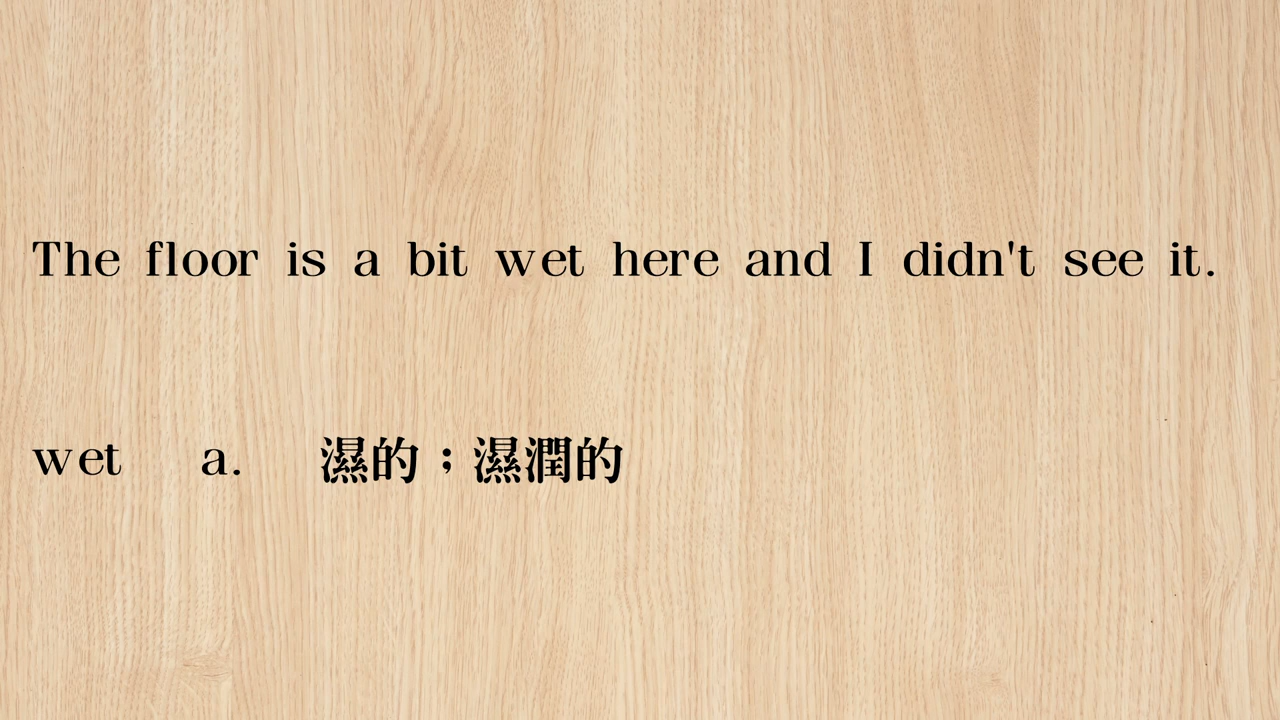 The floor is a bit wet here and I didn't see it.
wet a. 濕的；濕潤的